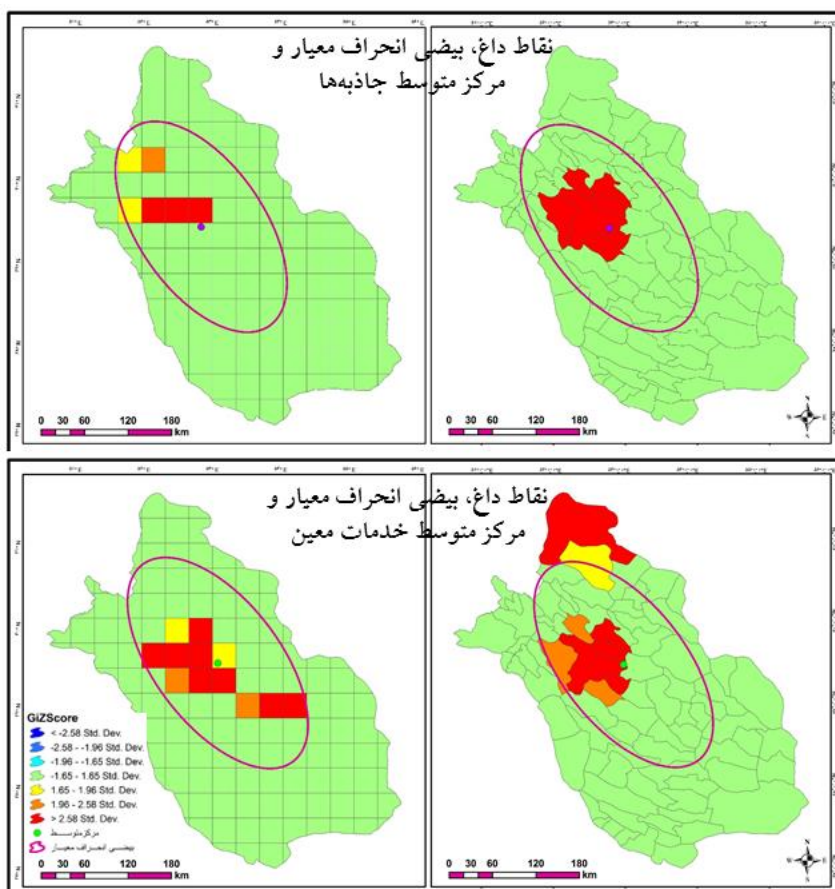 نقاط داغ، بیضی انحراف معیار و
مرکز متوسط جاذبه‌ها
0 30 60 120 180
km
0 30 60 120 180
km
N
W E
S
نقاط داغ، بیضی انحراف معیار و
مرکز متوسط خدمات معین
GiZScore
< -2.58 Std. Dev.
-2.58 - -1.96 Std. Dev.
-1.96 - -1.65 Std. Dev.
-1.65 - 1.65 Std. Dev.
1.65 - 1.96 Std. Dev.
1.96 - 2.58 Std. Dev.
> 2.58 Std. Dev.
مرکز متوسط
بیضی انحراف معیار
0 30 60 120 180
km
0 30 60 120 180
km
N
W E
S